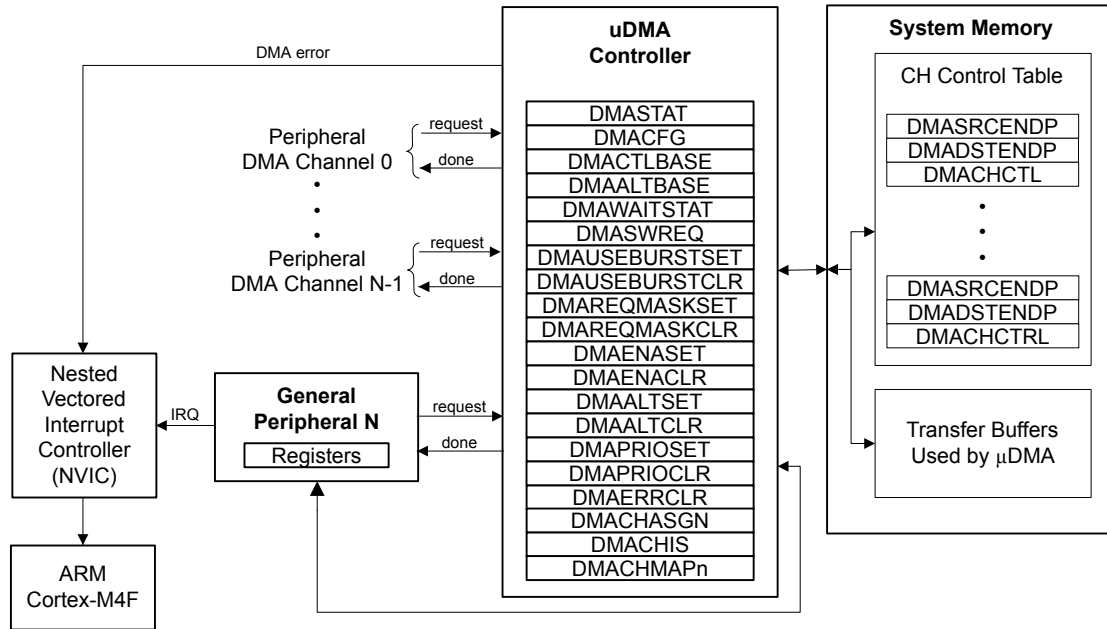 uDMA
Controller
System Memory
DMA error
CH Control Table
DMASTAT
DMACFG
DMACTLBASE
DMAALTBASE
DMAWAITSTAT
DMASWREQ
DMAUSEBURSTSET
DMAUSEBURSTCLR
DMAREQMASKSET
DMAREQMASKCLR
DMAENASET
DMAENACLR
DMAALTSET
DMAALTCLR
DMAPRIOSET
DMAPRIOCLR
DMAERRCLR
DMACHASGN
DMACHIS
DMACHMAPn
Peripheral
DMA Channel 0
request
done
•
•
•
Peripheral
DMA Channel N-1
request
done
DMASRCENDP
DMADSTENDP
DMACHCTL
•
•
•
DMASRCENDP
DMADSTENDP
DMACHCTRL
Transfer Buffers
Used by μDMA
Nested
Vectored
Interrupt
Controller
(NVIC)
IRQ
General
Peripheral N
Registers
request
done
ARM
Cortex-M4F